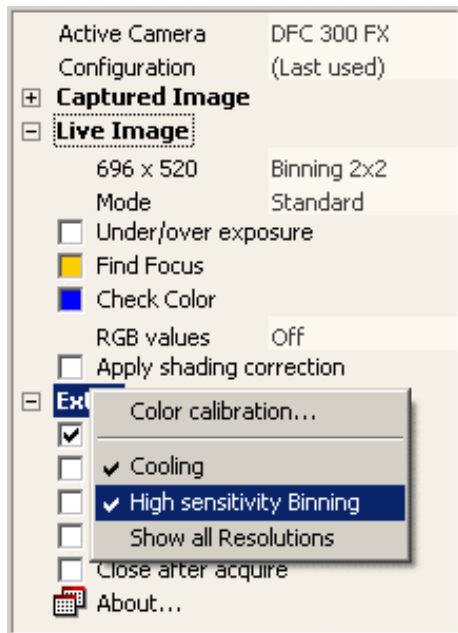 Active Camera DFC 300 FX
Configuration (Last used)
Captured Image
Live Image
696 x 520 Binning 2x2
Mode Standard
Under/over exposure
Find Focus
Check Color
RGB values Off
Apply shading correction
Color calibration...
Cooling
High sensitivity Binning
Show all Resolutions
Close after acquire
About...